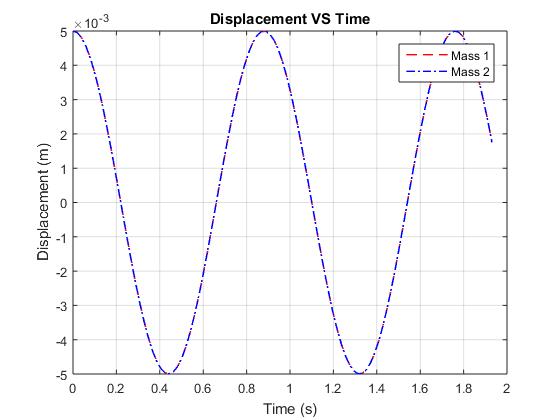 Displacement VS Time
×10⁻³
5
4
3
2
1
0
-1
-2
-3
-4
-5
Displacement (m)
Mass 1
Mass 2
0 0.2 0.4 0.6 0.8 1 1.2 1.4 1.6 1.8 2
Time (s)